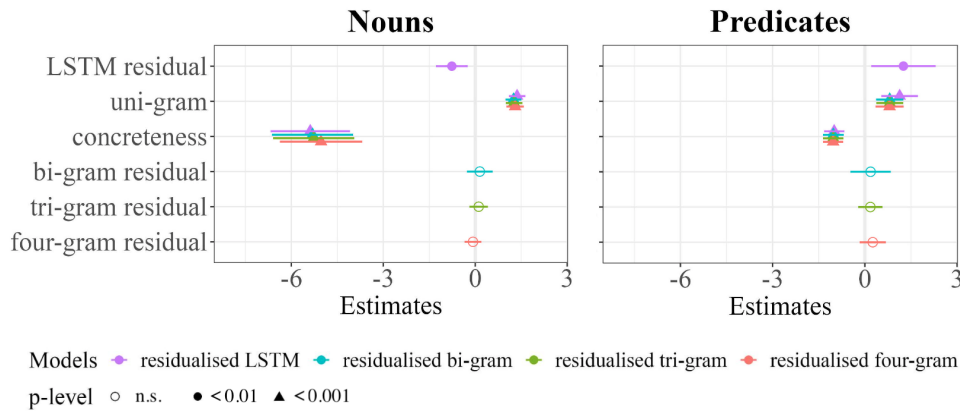 Nouns Predicates
LSTM residual
uni-gram
concreteness
bi-gram residual
tri-gram residual
four-gram residual
-6 -3 0 3 -6 -3 0 3
Estimates Estimates
Models residualised LSTM residualised bi-gram residualised tri-gram residualised four-gram
p-level n.s. <0.01 <0.001